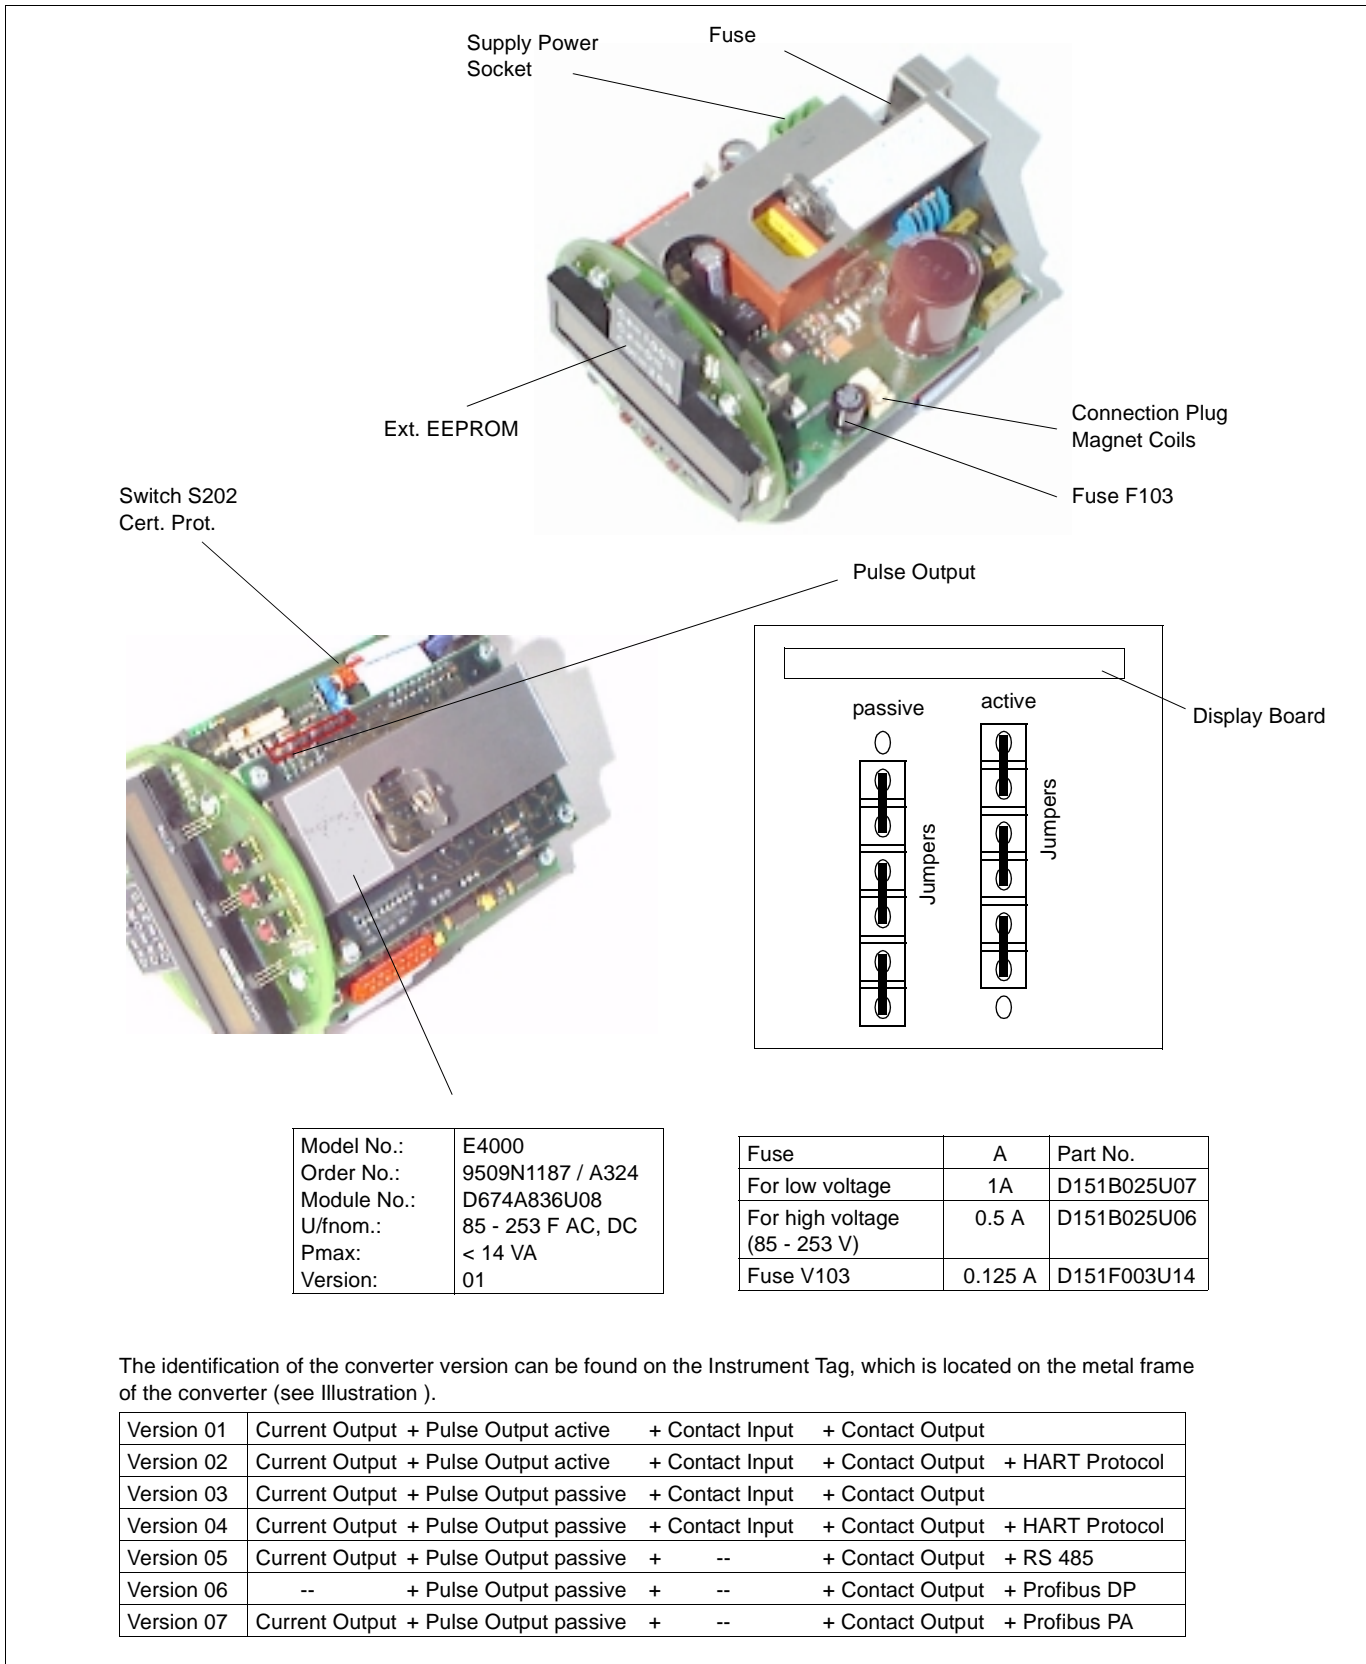 Supply Power
Socket
Fuse
Ext. EEPROM
Connection Plug
Magnet Coils
Fuse F103
Switch S202
Cert. Prot.
Pulse Output
passive
active
Display Board
Jumpers
Jumpers
Model No.: E4000
Order No.: 9509N1187 / A324
Module No.: D674A836U08
U/fnom.: 85 - 253 F AC, DC
Pmax: < 14 VA
Version: 01
Fuse A Part No.
For low voltage 1A D151B025U07
For high voltage 0.5 A D151B025U06
(85 - 253 V)
Fuse V103 0.125 A D151F003U14
The identification of the converter version can be found on the Instrument Tag, which is located on the metal frame
of the converter (see Illustration ).
Version 01 Current Output + Pulse Output active + Contact Input + Contact Output
Version 02 Current Output + Pulse Output active + Contact Input + Contact Output + HART Protocol
Version 03 Current Output + Pulse Output passive + Contact Input + Contact Output
Version 04 Current Output + Pulse Output passive + Contact Input + Contact Output + HART Protocol
Version 05 Current Output + Pulse Output passive + -- + Contact Output + RS 485
Version 06 -- + Pulse Output passive + -- + Contact Output + Profibus DP
Version 07 Current Output + Pulse Output passive + -- + Contact Output + Profibus PA